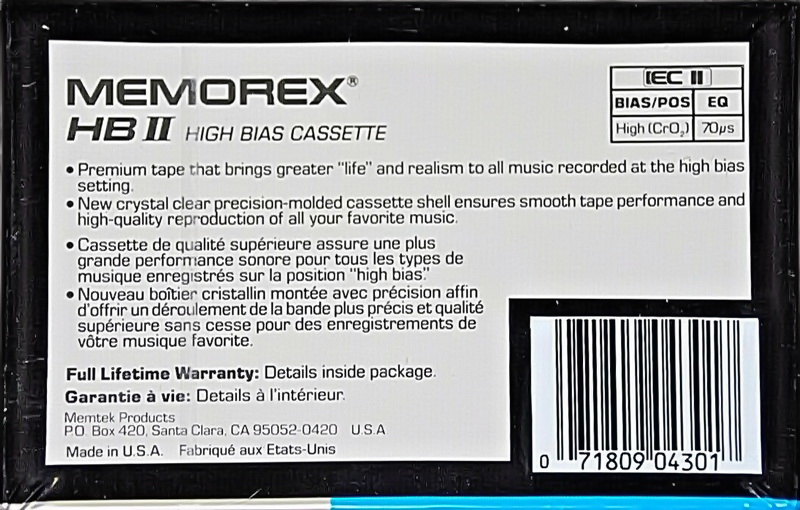 MEMOREX®
HB II HIGH BIAS CASSETTE
IEC II
BIAS/POS EQ
High (CrO₂) 70µs
• Premium tape that brings greater "life" and realism to all music recorded at the high bias
setting.
• New crystal clear precision-molded cassette shell ensures smooth tape performance and
high-quality reproduction of all your favorite music.
• Cassette de qualité supérieure assure une plus
grande performance sonore pour tous les types de
musique enregistrés sur la position "high bias."
• Nouveau boîtier cristallin montée avec précision affin
d'offrir un déroulement de la bande plus précis et qualité
supérieure sans cesse pour des enregistrements de
vôtre musique favorite.
Full Lifetime Warranty: Details inside package.
Garantie à vie: Details à l'intérieur.
Memtek Products
P.O. Box 420, Santa Clara, CA 95052-0420 U.S.A
Made in U.S.A. Fabriqué aux Etats-Unis
0 71809 04301